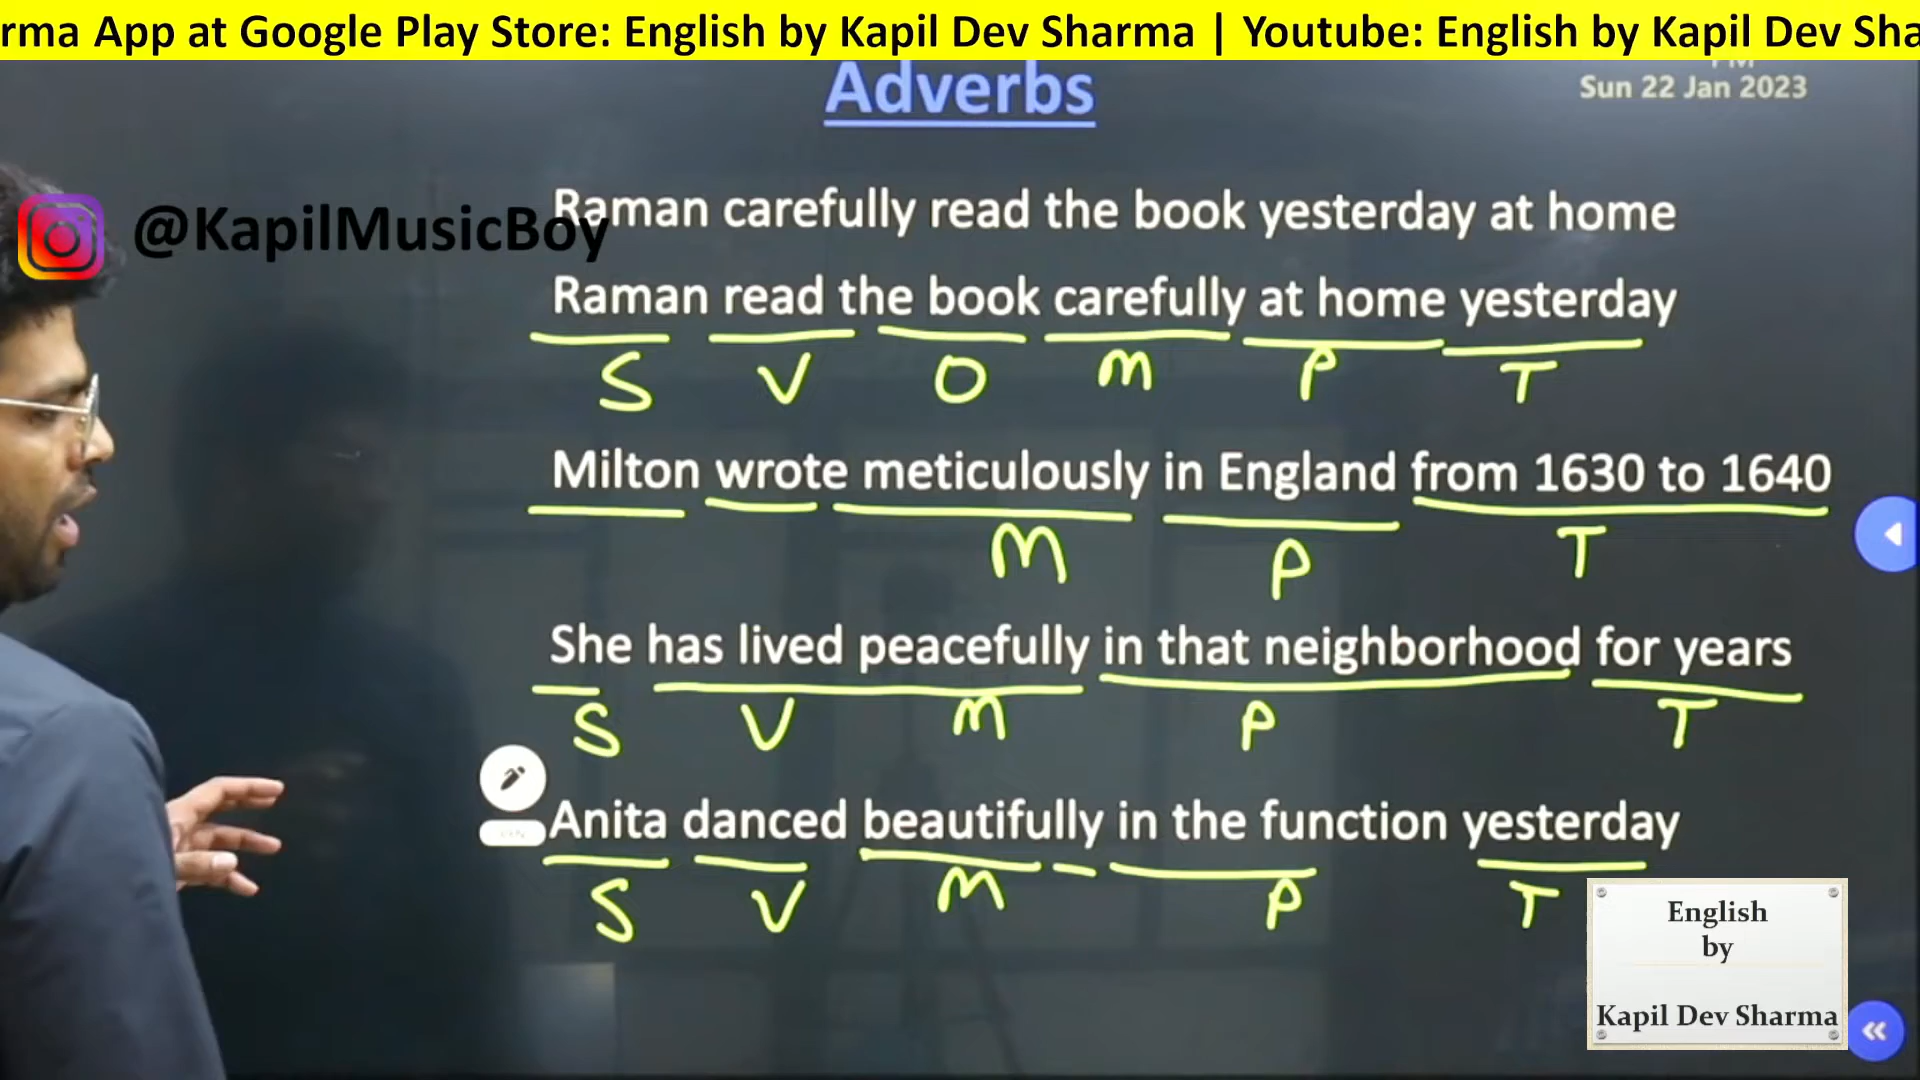 rma App at Google Play Store: English by Kapil Dev Sharma | Youtube: English by Kapil Dev Sha
Adverbs
PM
Sun 22 Jan 2023
@KapilMusicBoy
Raman carefully read the book yesterday at home
Raman read the book carefully at home yesterday
S V O M P T
Milton wrote meticulously in England from 1630 to 1640
M P T
She has lived peacefully in that neighborhood for years
S V M P T
Anita danced beautifully in the function yesterday
S V M P T
English
by
Kapil Dev Sharma